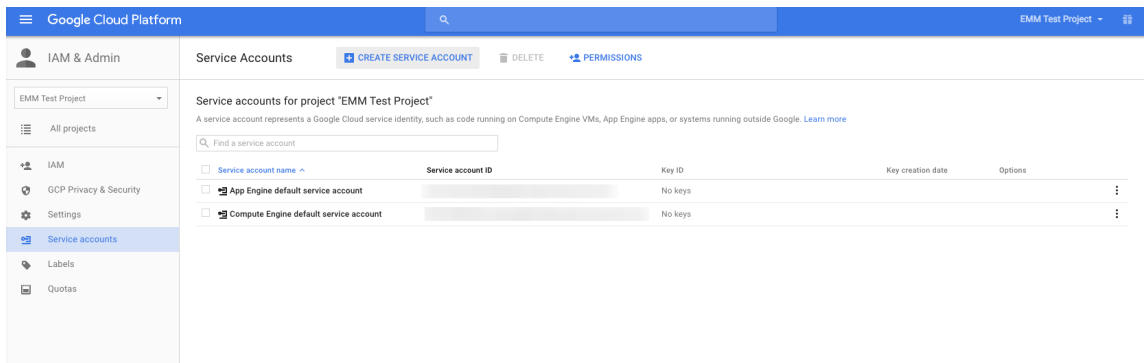 Google Cloud Platform
EMM Test Project
IAM & Admin
Service Accounts
CREATE SERVICE ACCOUNT
DELETE
PERMISSIONS
EMM Test Project
All projects
IAM
GCP Privacy & Security
Settings
Service accounts
Labels
Quotas
Service accounts for project "EMM Test Project"
A service account represents a Google Cloud service identity, such as code running on Compute Engine VMs, App Engine apps, or systems running outside Google. Learn more
Find a service account
Service account name Service account ID Key ID Key creation date Options
App Engine default service account No keys
Compute Engine default service account No keys